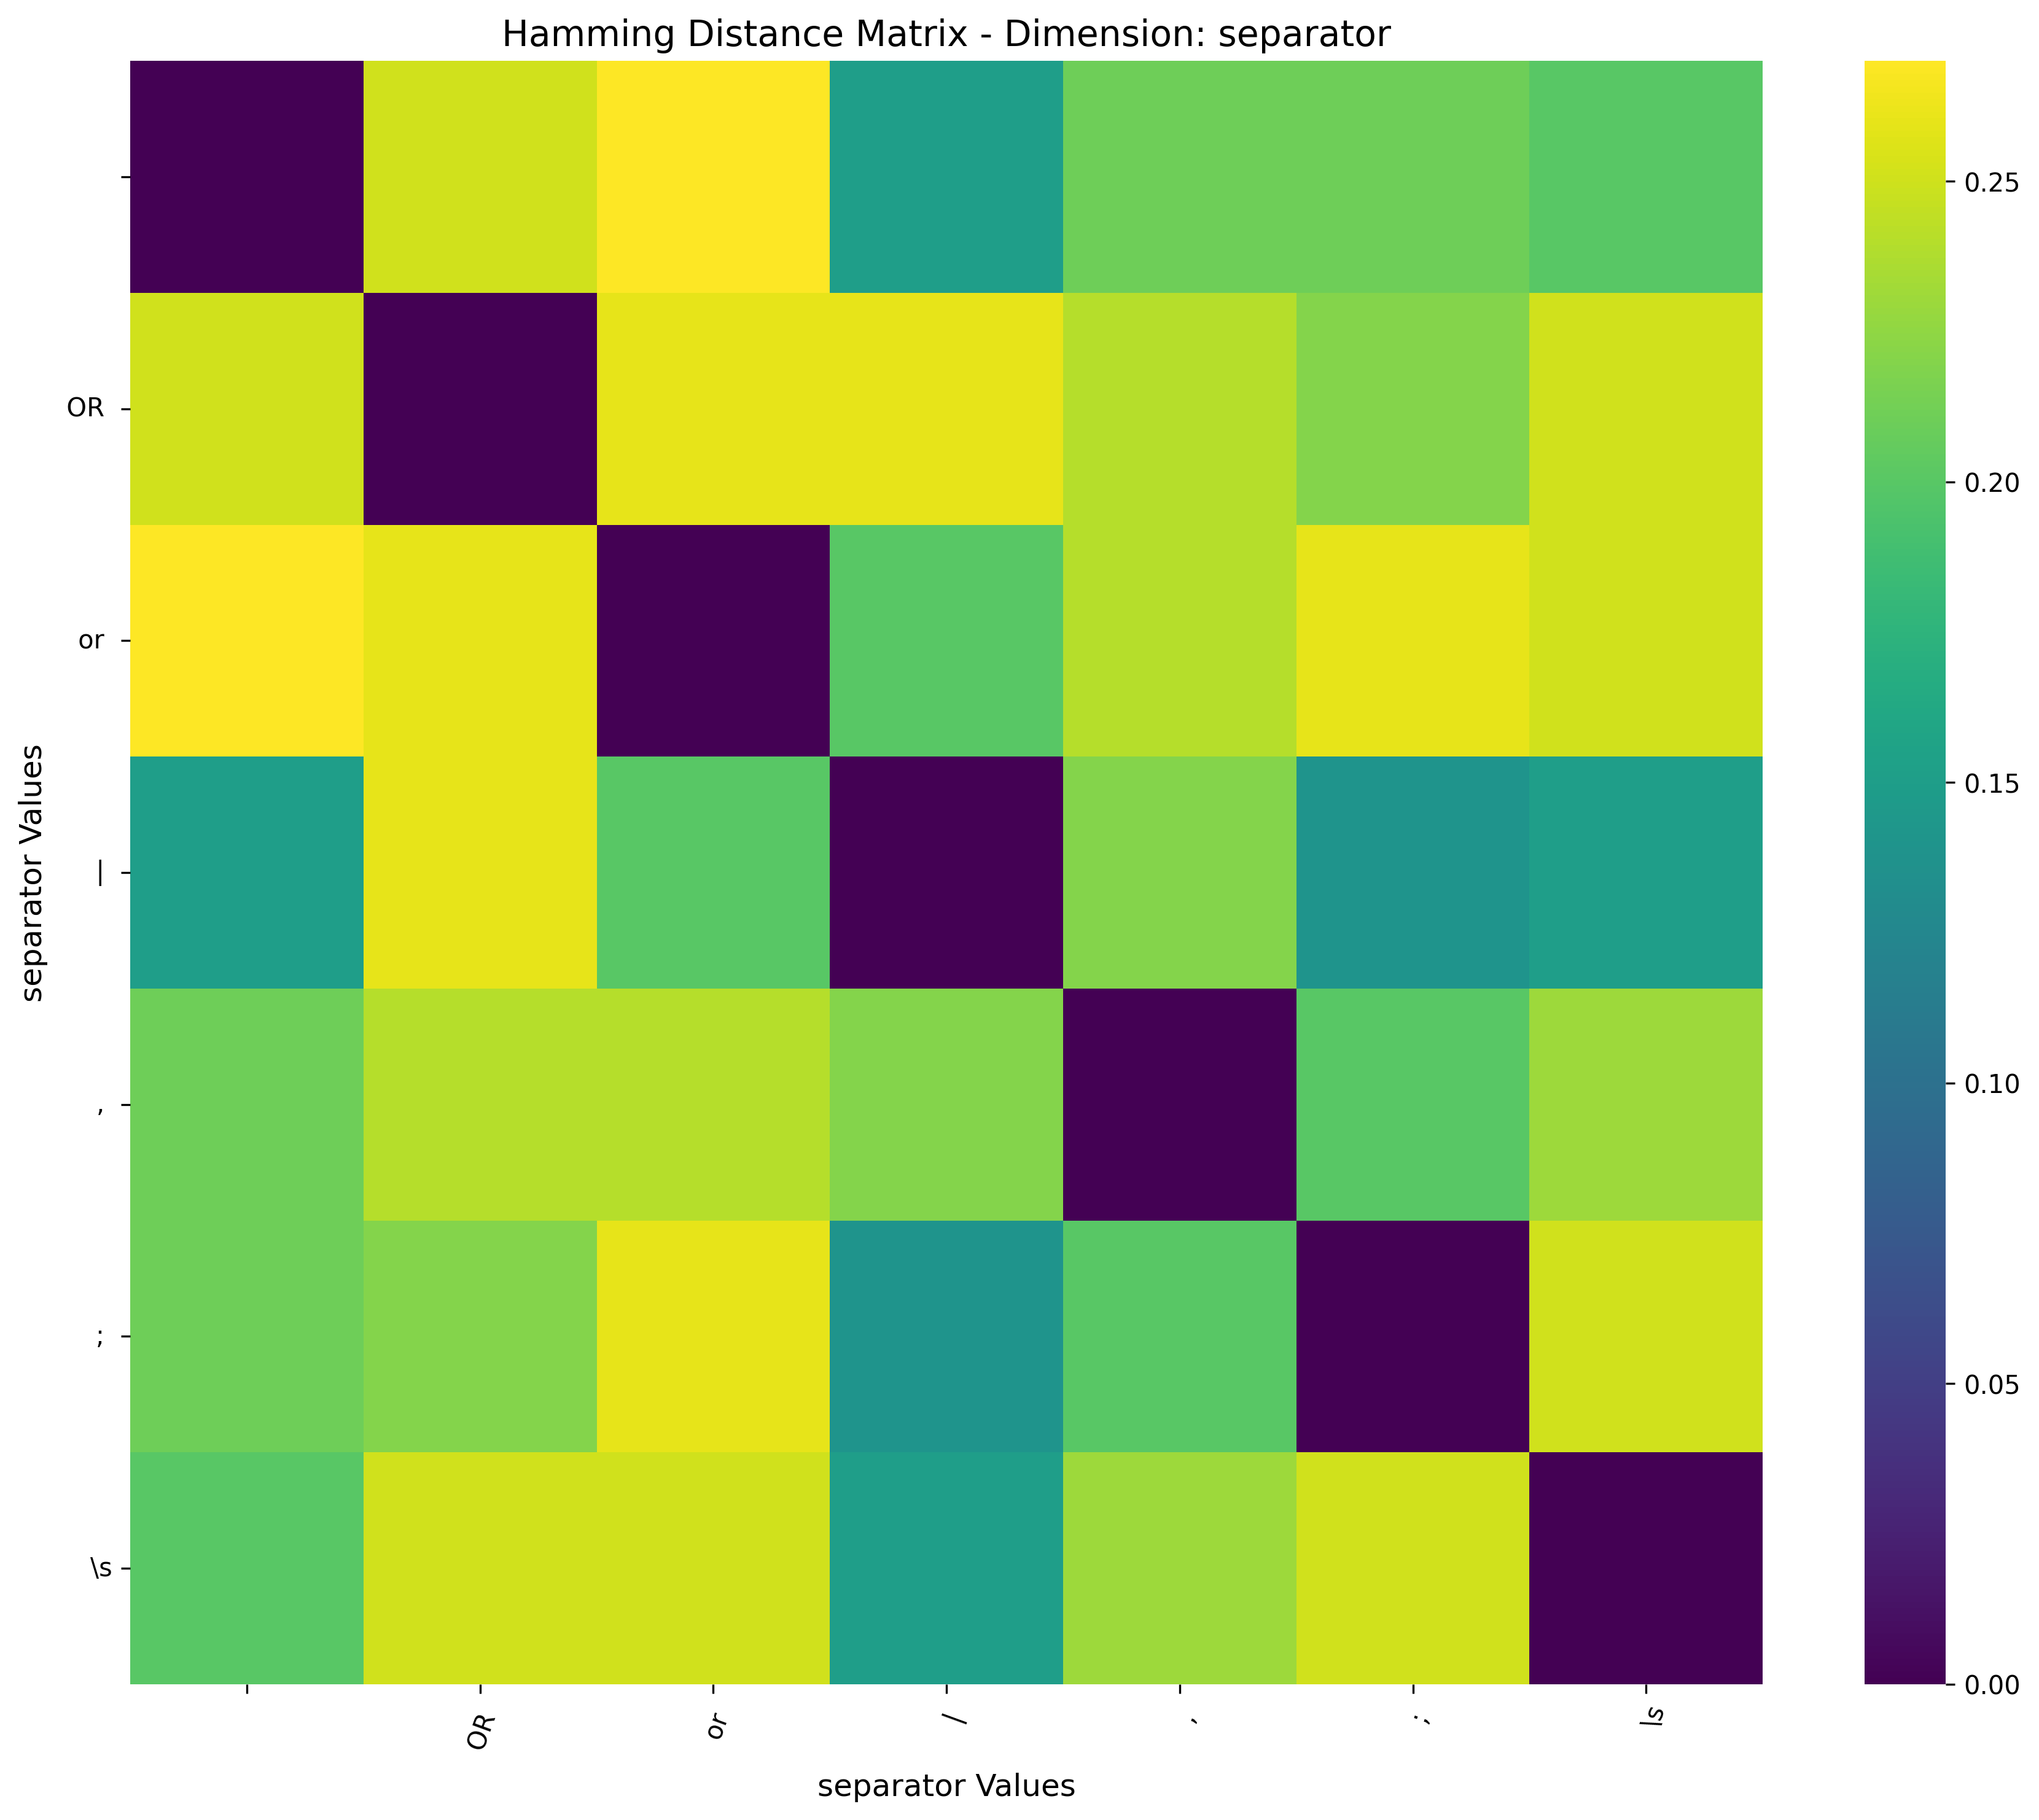 Hamming Distance Matrix - Dimension: separator
separator Values
OR
or
|
,
;
\s
OR
or
|
,
;
\s
separator Values
0.25
0.20
0.15
0.10
0.05
0.00